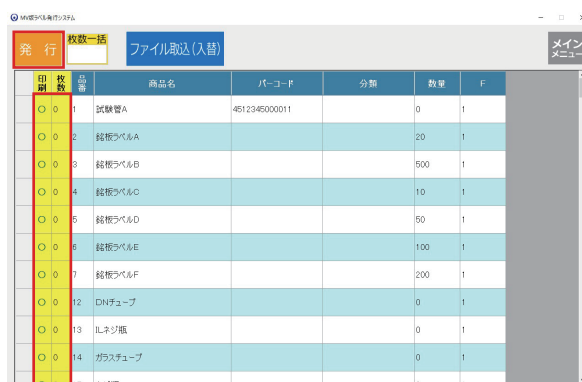 MV版ラベル発行システム
発 行
枚数一括
ファイル取込(入替)
メイン
メニュー
印刷 枚数 品番 商品名 バーコード 分類 数量 F
○ 0 1 試験管A 4512345000011 0 1
○ 0 2 銘板ラベルA 20 1
○ 0 3 銘板ラベルB 500 1
○ 0 4 銘板ラベルC 10 1
○ 0 5 銘板ラベルD 50 1
○ 0 6 銘板ラベルE 100 1
○ 0 7 銘板ラベルF 200 1
○ 0 12 DNチューブ 0 1
○ 0 13 ILネジ瓶 0 1
○ 0 14 ガラスチューブ 0 1